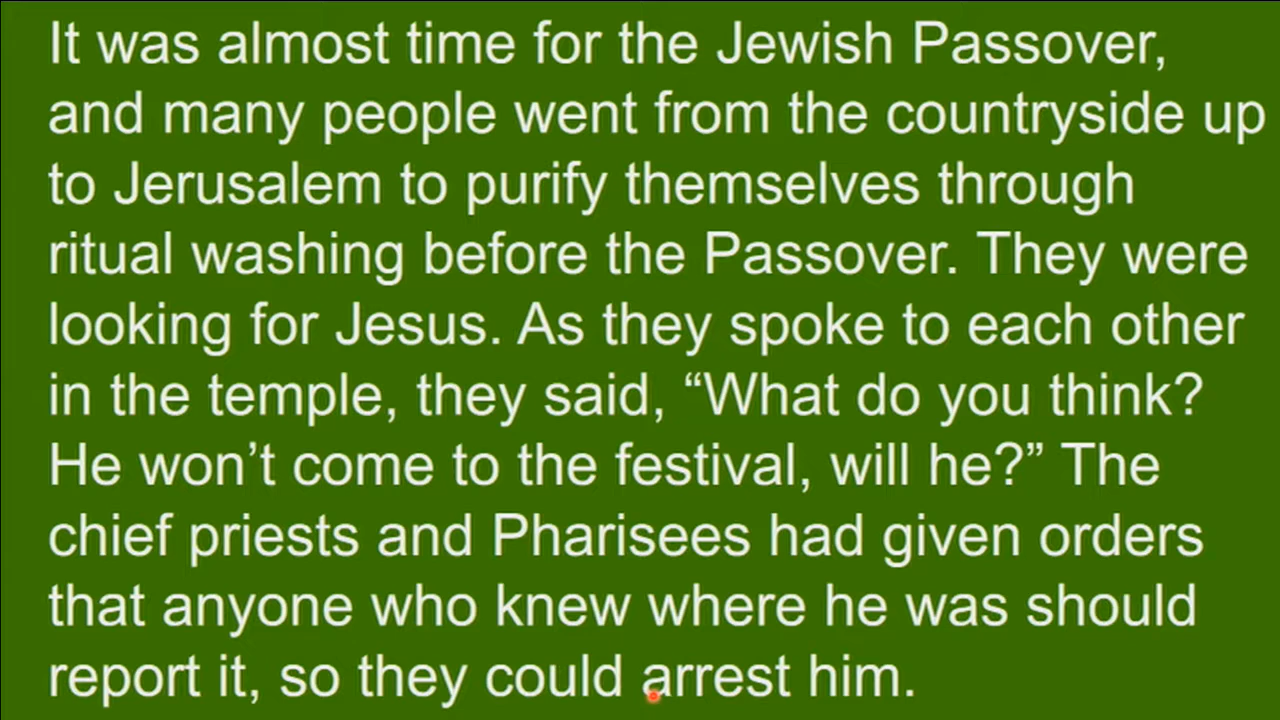 It was almost time for the Jewish Passover,
and many people went from the countryside up
to Jerusalem to purify themselves through
ritual washing before the Passover. They were
looking for Jesus. As they spoke to each other
in the temple, they said, “What do you think?
He won’t come to the festival, will he?” The
chief priests and Pharisees had given orders
that anyone who knew where he was should
report it, so they could arrest him.